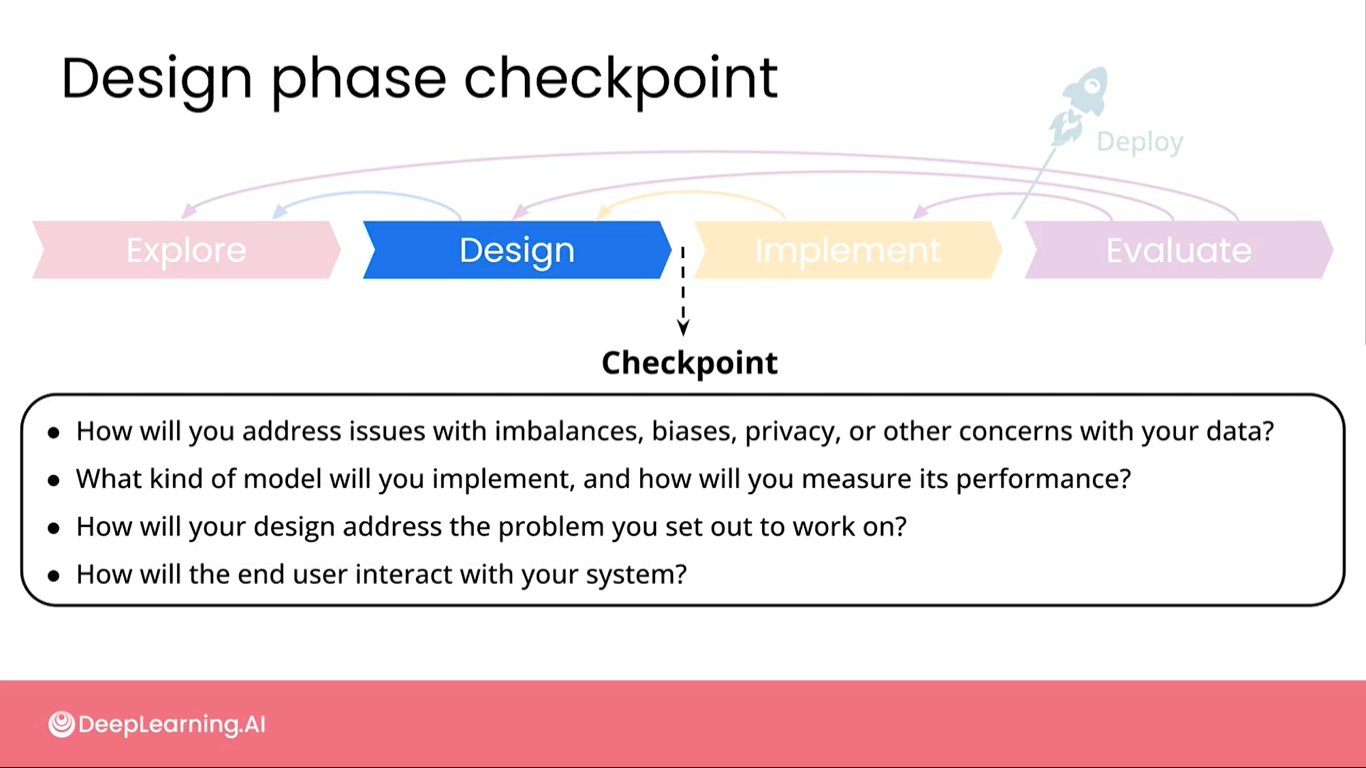 Design phase checkpoint
Deploy
Explore
Design
Implement
Evaluate
Checkpoint
● How will you address issues with imbalances, biases, privacy, or other concerns with your data?
● What kind of model will you implement, and how will you measure its performance?
● How will your design address the problem you set out to work on?
● How will the end user interact with your system?
DeepLearning.AI